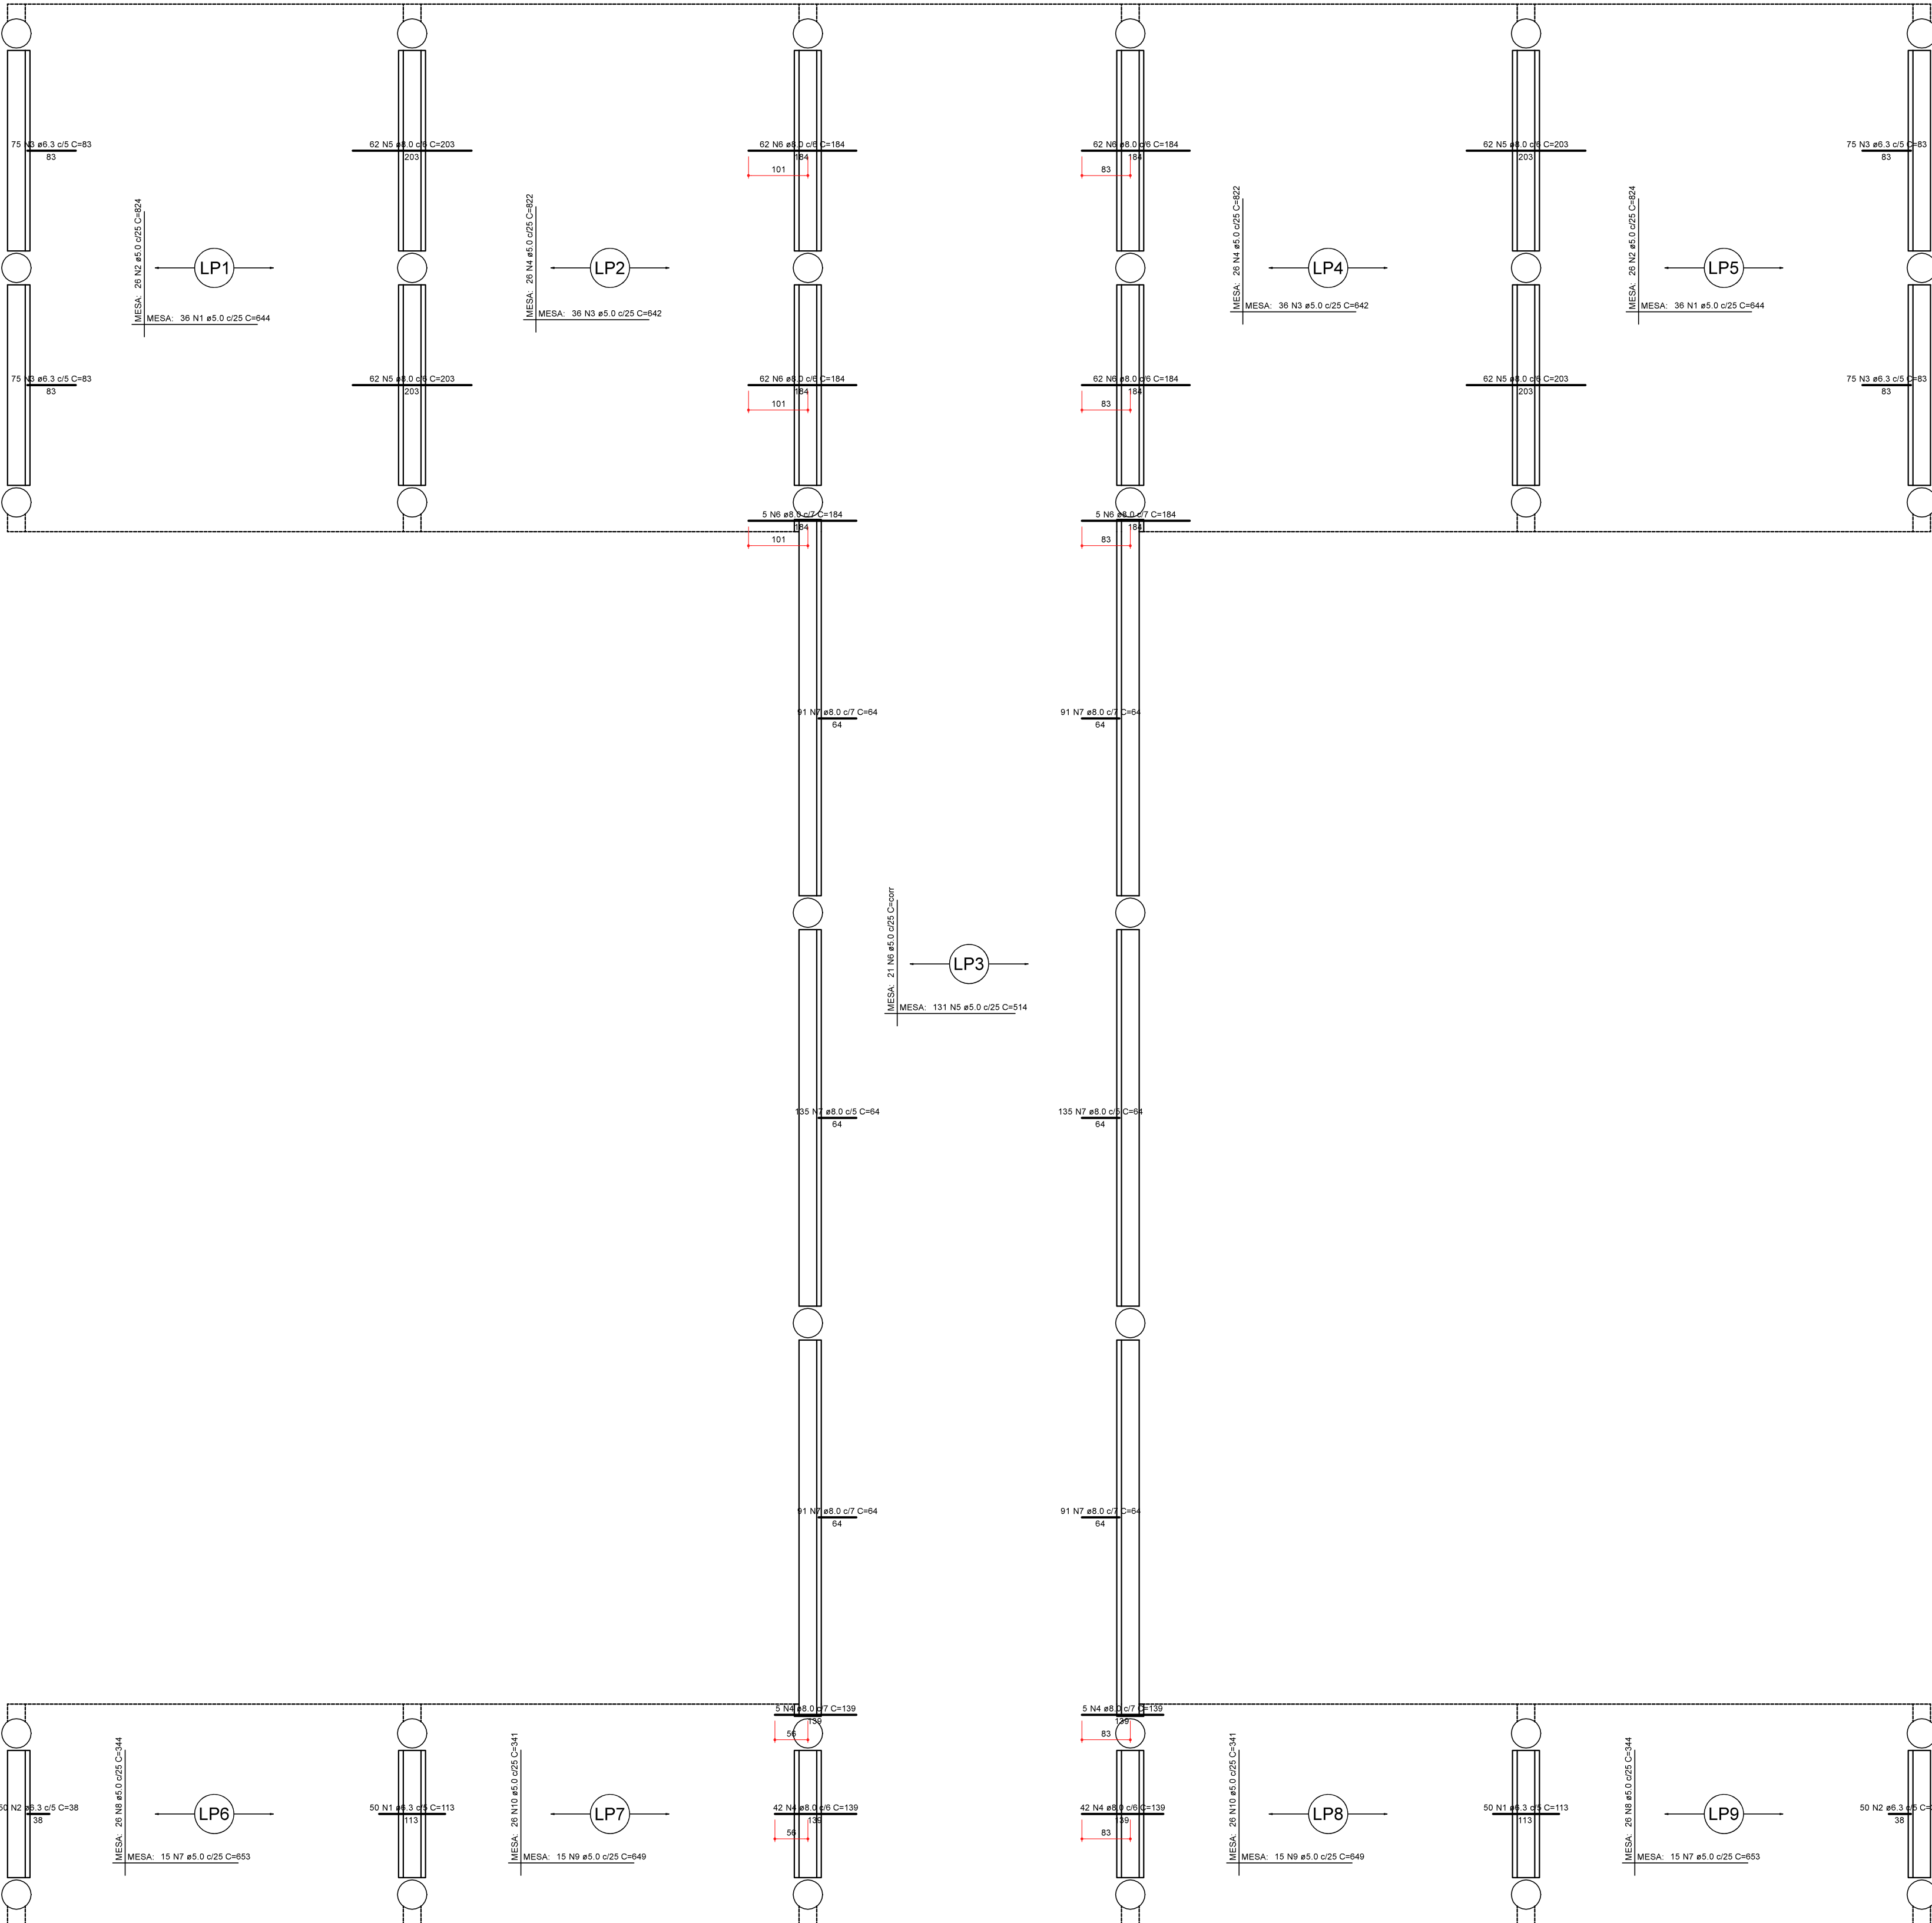 75 N3 ø6.3 c/5 C=83
83
62 N5 ø8.0 c/6 C=203
203
62 N6 ø8.0 c/6 C=184
184
101
62 N6 ø8.0 c/6 C=184
184
83
62 N5 ø8.0 c/6 C=203
203
75 N3 ø6.3 c/5 C=83
83
MESA: 26 N2 ø5.0 c/25 C=824
LP1
MESA: 36 N1 ø5.0 c/25 C=644
MESA: 26 N4 ø5.0 c/25 C=822
LP2
MESA: 36 N3 ø5.0 c/25 C=642
MESA: 26 N4 ø5.0 c/25 C=822
LP4
MESA: 36 N3 ø5.0 c/25 C=642
MESA: 26 N2 ø5.0 c/25 C=824
LP5
MESA: 36 N1 ø5.0 c/25 C=644
75 N3 ø6.3 c/5 C=83
83
62 N5 ø8.0 c/6 C=203
203
62 N6 ø8.0 c/6 C=184
184
101
62 N6 ø8.0 c/6 C=184
184
83
62 N5 ø8.0 c/6 C=203
203
75 N3 ø6.3 c/5 C=83
83
5 N6 ø8.0 c/7 C=184
184
101
5 N6 ø8.0 c/7 C=184
184
83
91 N7 ø8.0 c/7 C=64
64
91 N7 ø8.0 c/7 C=64
64
MESA: 21 N6 ø5.0 c/25 C=corr
LP3
MESA: 131 N5 ø5.0 c/25 C=514
135 N7 ø8.0 c/5 C=64
64
135 N7 ø8.0 c/5 C=64
64
91 N7 ø8.0 c/7 C=64
64
91 N7 ø8.0 c/7 C=64
64
5 N4 ø8.0 c/7 C=139
139
56
5 N4 ø8.0 c/7 C=139
139
83
50 N2 ø6.3 c/5 C=38
38
MESA: 26 N8 ø5.0 c/25 C=344
LP6
MESA: 15 N7 ø5.0 c/25 C=653
50 N1 ø6.3 c/5 C=113
113
MESA: 26 N10 ø5.0 c/25 C=341
LP7
MESA: 15 N9 ø5.0 c/25 C=649
42 N4 ø8.0 c/6 C=139
139
56
42 N4 ø8.0 c/6 C=139
139
83
MESA: 26 N10 ø5.0 c/25 C=341
LP8
MESA: 15 N9 ø5.0 c/25 C=649
50 N1 ø6.3 c/5 C=113
113
MESA: 26 N8 ø5.0 c/25 C=344
LP9
MESA: 15 N7 ø5.0 c/25 C=653
50 N2 ø6.3 c/5
38